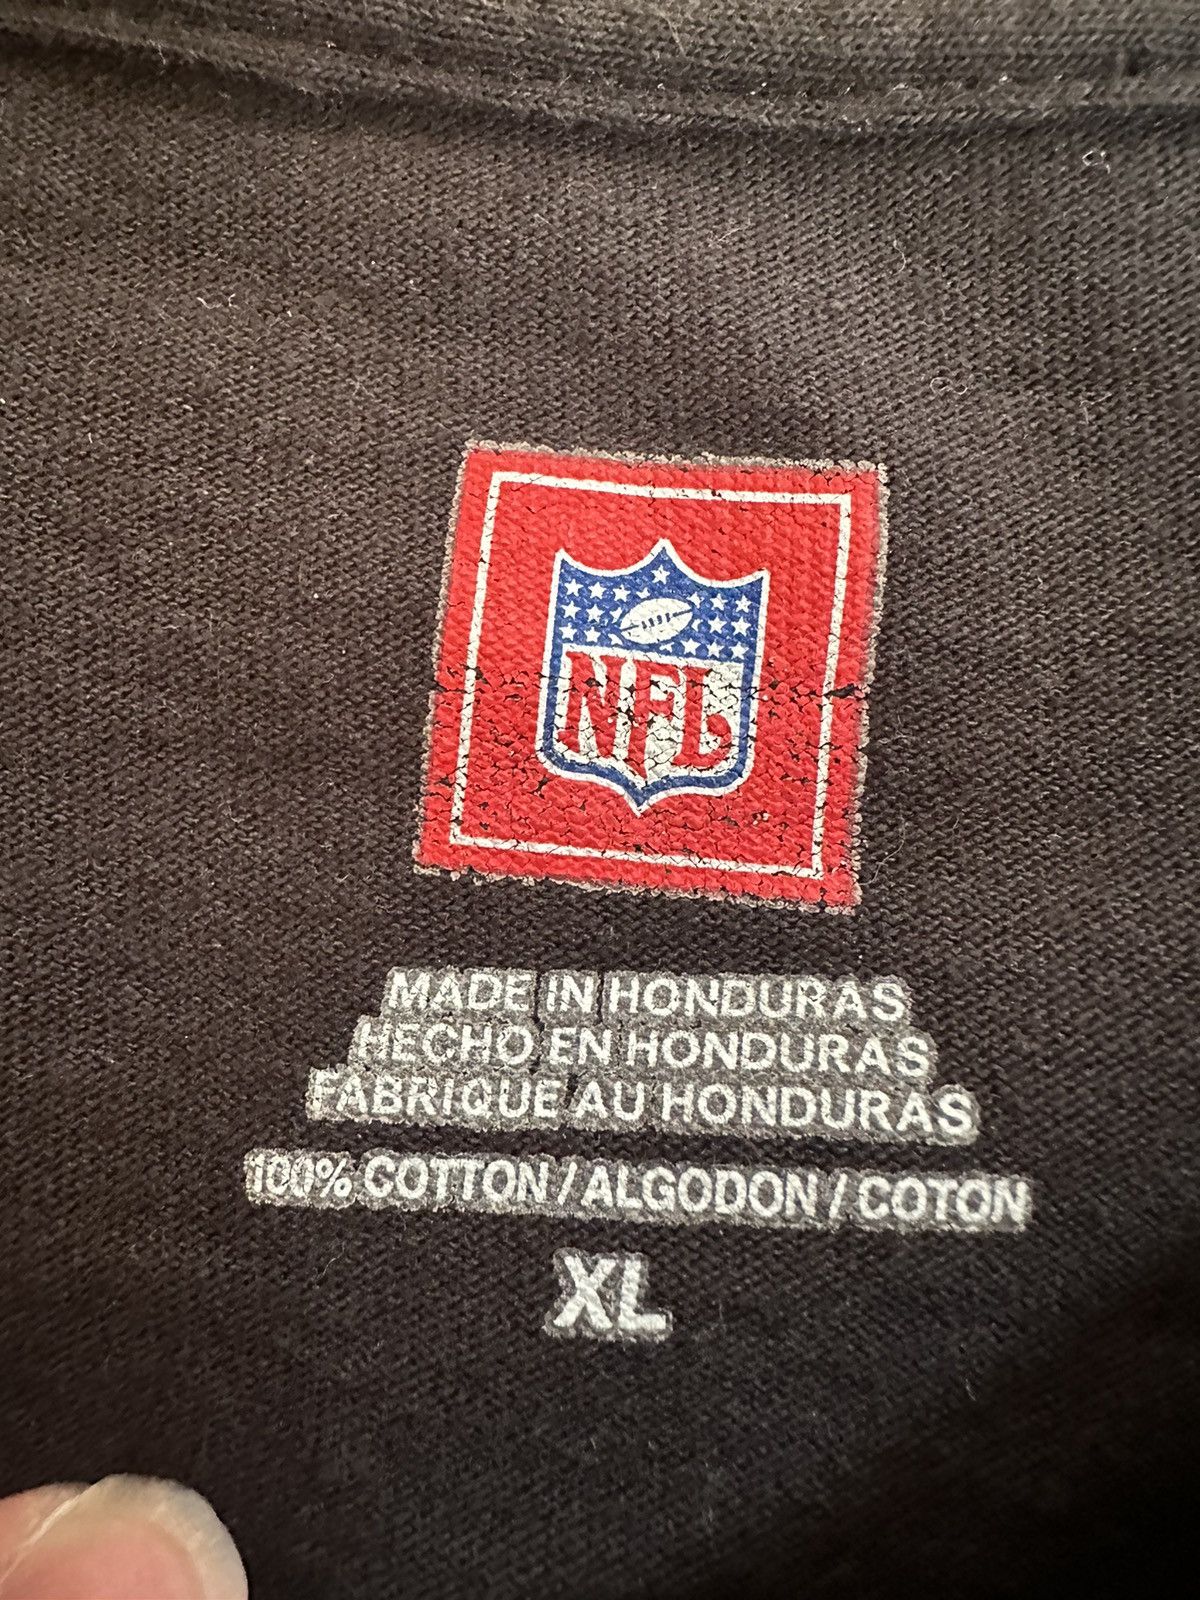 NFL
MADE IN HONDURAS
HECHO EN HONDURAS
FABRIQUE AU HONDURAS
100% COTTON / ALGODON / COTON
XL